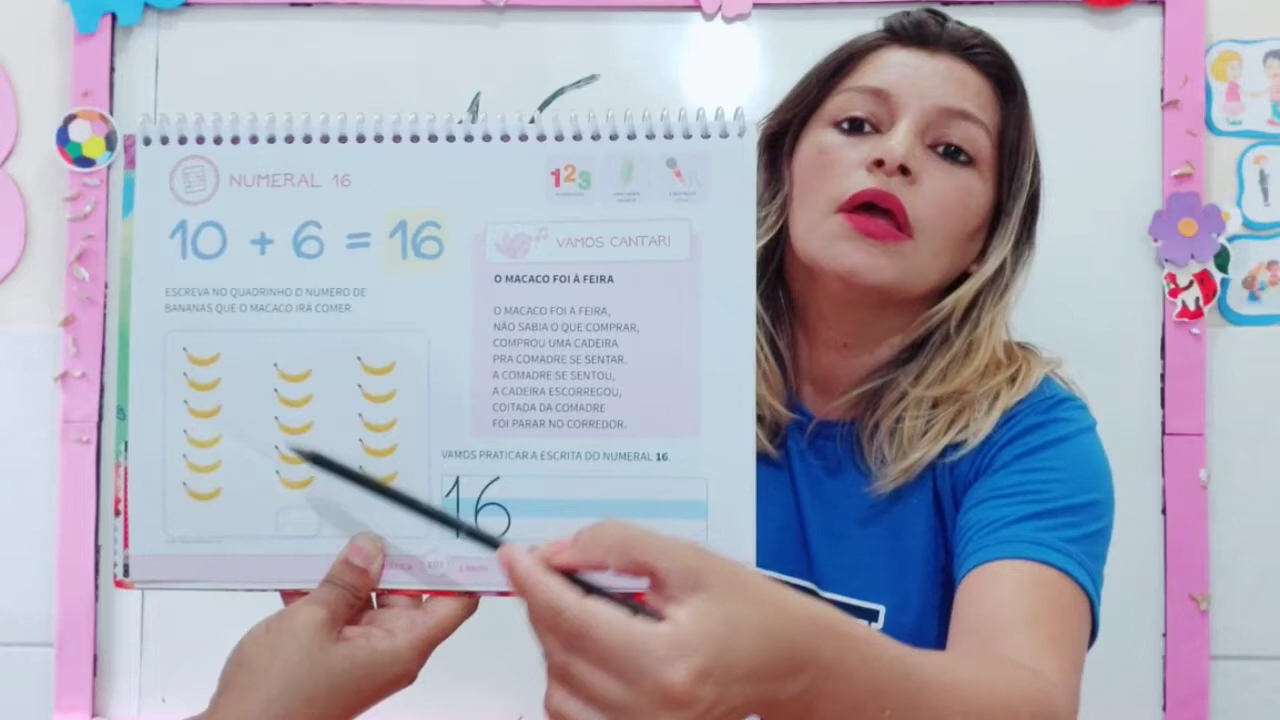 NUMERAL 16
123
10 + 6 = 16
ESCREVA NO QUADRINHO O NÚMERO DE
BANANAS QUE O MACACO IRÁ COMER.
VAMOS CANTAR!
O MACACO FOI À FEIRA
O MACACO FOI À FEIRA,
NÃO SABIA O QUE COMPRAR,
COMPROU UMA CADEIRA
PRA COMADRE SE SENTAR.
A COMADRE SE SENTOU,
A CADEIRA ESCORREGOU,
COITADA DA COMADRE
FOI PARAR NO CORREDOR.
VAMOS PRATICAR A ESCRITA DO NUMERAL 16.
16